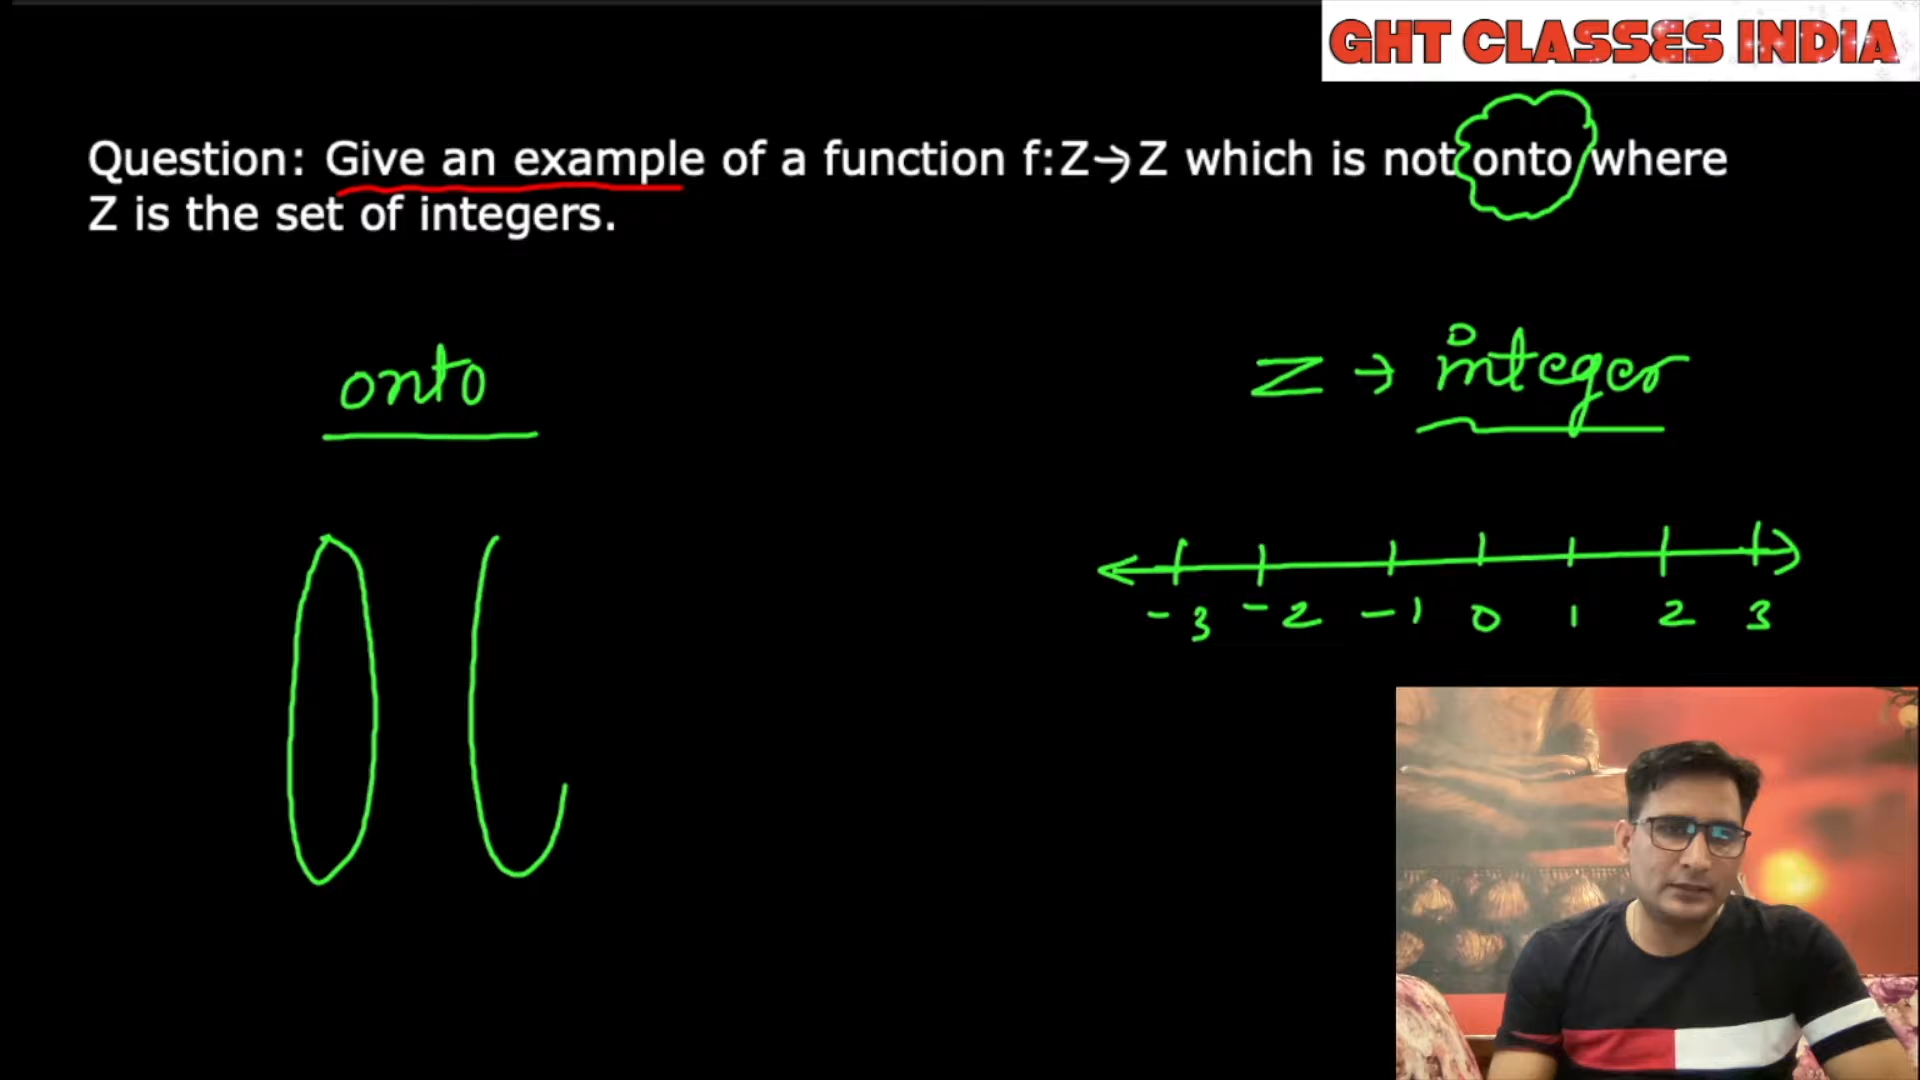 GHT CLASSES INDIA
Question: Give an example of a function f:Z→Z which is not onto where
Z is the set of integers.
onto
Z → integer
-3 -2 -1 0 1 2 3